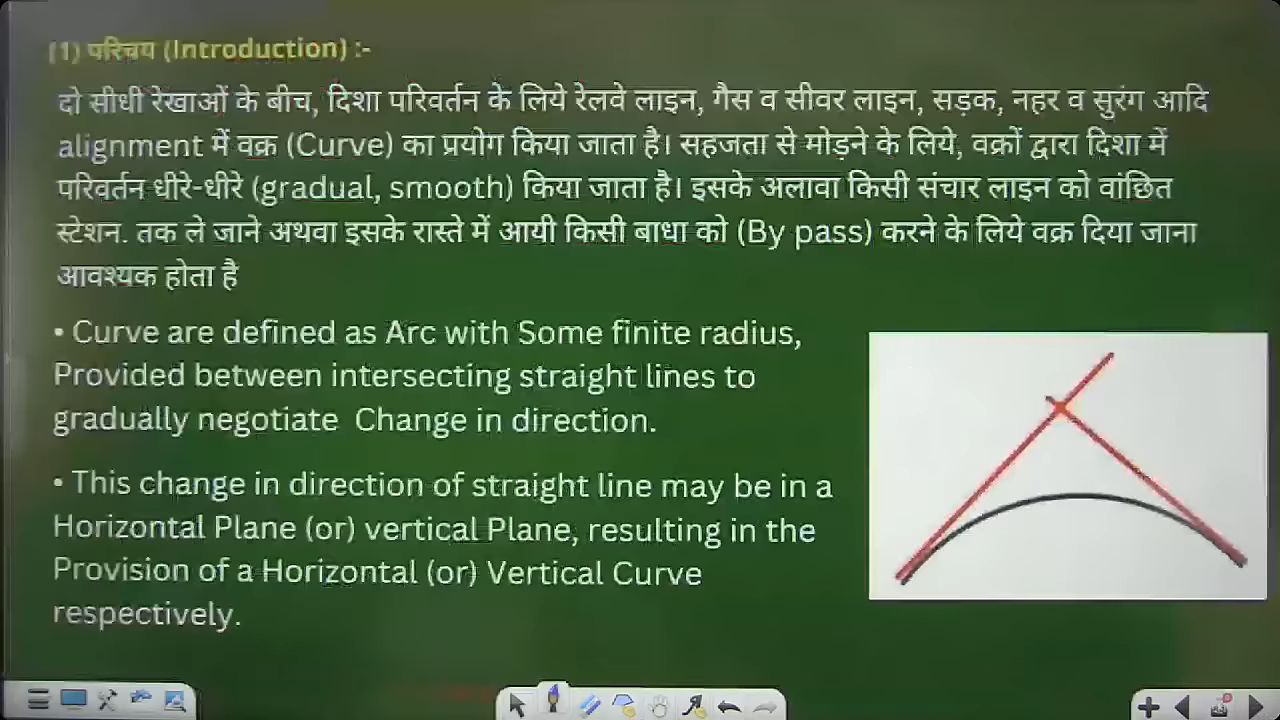 (1) परिचय (Introduction) :-
दो सीधी रेखाओं के बीच, दिशा परिवर्तन के लिये रेलवे लाइन, गैस व सीवर लाइन, सड़क, नहर व सुरंग आदि
alignment में वक्र (Curve) का प्रयोग किया जाता है। सहजता से मोड़ने के लिये, वक्रों द्वारा दिशा में
परिवर्तन धीरे-धीरे (gradual, smooth) किया जाता है। इसके अलावा किसी संचार लाइन को वांछित
स्टेशन. तक ले जाने अथवा इसके रास्ते में आयी किसी बाधा को (By pass) करने के लिये वक्र दिया जाना
आवश्यक होता है
• Curve are defined as Arc with Some finite radius,
Provided between intersecting straight lines to
gradually negotiate Change in direction.
• This change in direction of straight line may be in a
Horizontal Plane (or) vertical Plane, resulting in the
Provision of a Horizontal (or) Vertical Curve
respectively.